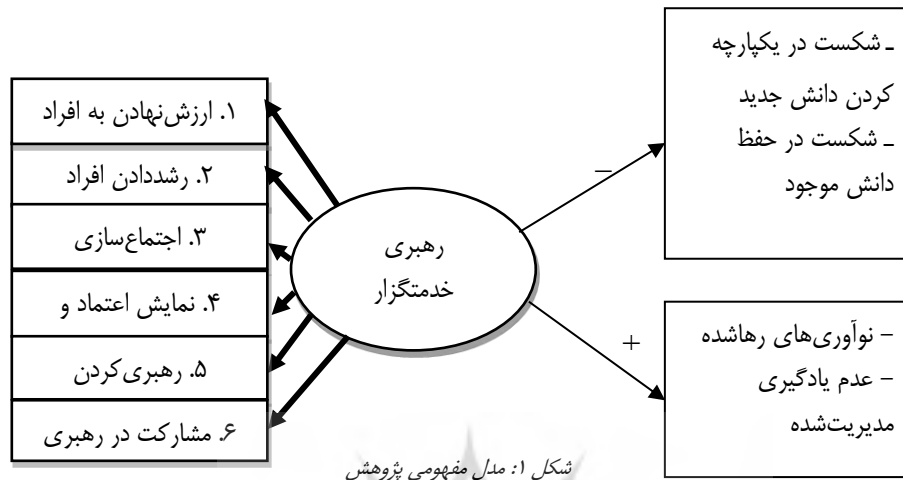 ـ شکست در یکپارچه
کردن دانش جدید
ـ شکست در حفظ
دانش موجود
۱. ارزش‌نهادن به افراد
۲. رشددادن افراد
۳. اجتماع‌سازی
۴. نمایش اعتماد و
۵. رهبری‌کردن
۶. مشارکت در رهبری
رهبری
خدمتگزار
–
+
– نوآوری‌های رهاشده
– عدم یادگیری
مدیریت‌شده
شکل ۱: مدل مفهومی پژوهش